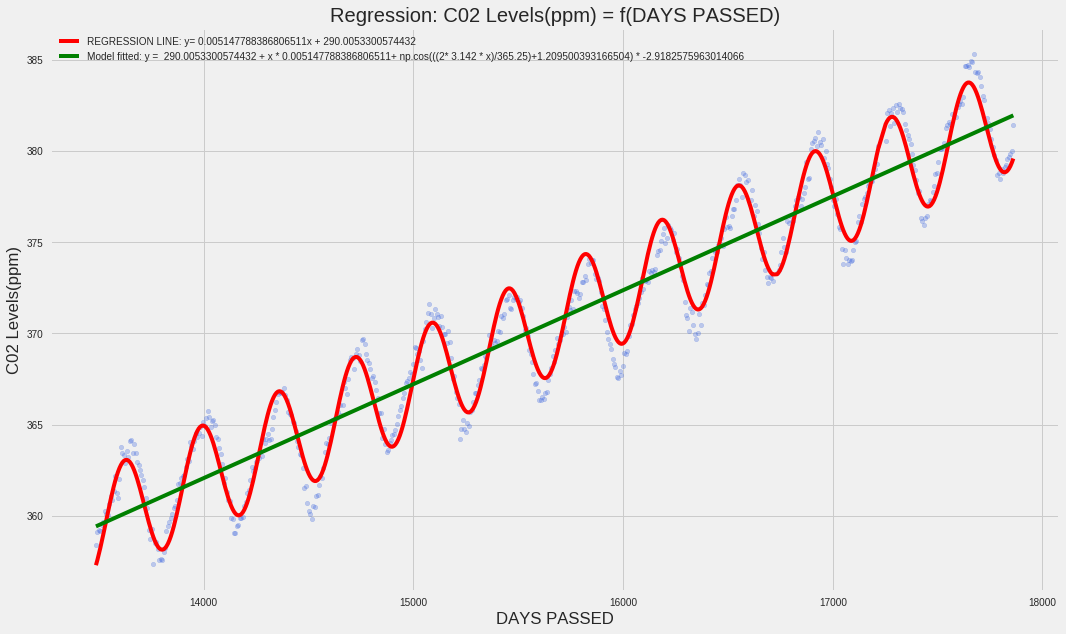 Regression: C02 Levels(ppm) = f(DAYS PASSED)
REGRESSION LINE: y= 0.005147788386806511x + 290.0053300574432
Model fitted: y =  290.0053300574432 + x * 0.005147788386806511+ np.cos(((2* 3.142 * x)/365.25)+1.209500393166504) * -2.9182575963014066
C02 Levels(ppm)
385
380
375
370
365
360
14000 15000 16000 17000 18000
DAYS PASSED